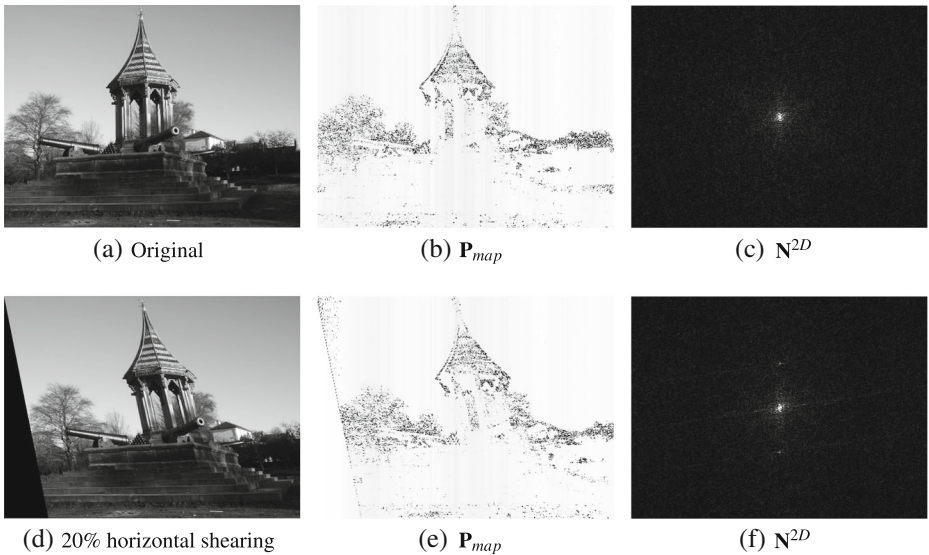 (a) Original
(b) P_map
(c) N^2D
(d) 20% horizontal shearing
(e) P_map
(f) N^2D